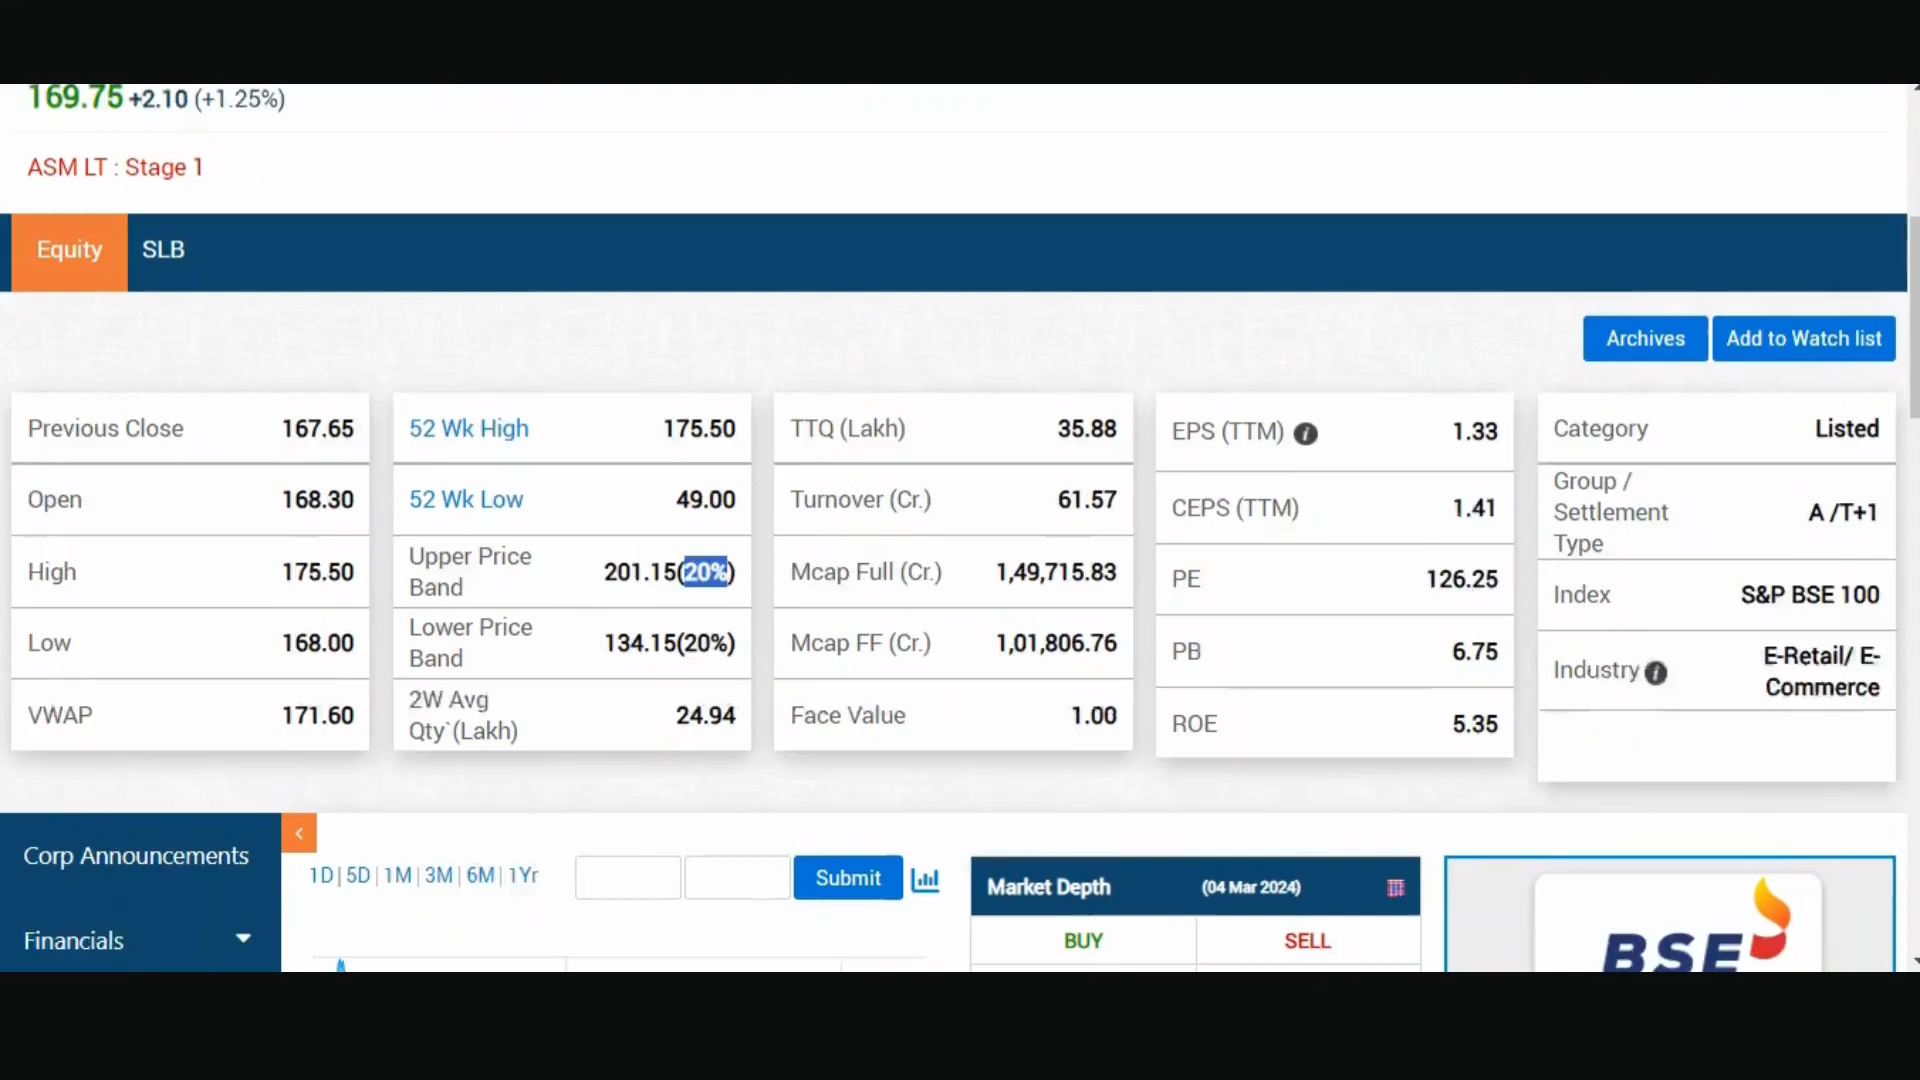 169.75 +2.10 (+1.25%)
ASM LT : Stage 1
Equity SLB
Archives Add to Watch list
Previous Close 167.65
Open 168.30
High 175.50
Low 168.00
VWAP 171.60
52 Wk High 175.50
52 Wk Low 49.00
Upper Price
Band 201.15(20%)
Lower Price
Band 134.15(20%)
2W Avg
Qty`(Lakh) 24.94
TTQ (Lakh) 35.88
Turnover (Cr.) 61.57
Mcap Full (Cr.) 1,49,715.83
Mcap FF (Cr.) 1,01,806.76
Face Value 1.00
EPS (TTM) 1.33
CEPS (TTM) 1.41
PE 126.25
PB 6.75
ROE 5.35
Category Listed
Group /
Settlement
Type A /T+1
Index S&P BSE 100
Industry E-Retail/ E-
Commerce
Corp Announcements
Financials
1D| 5D | 1M | 3M | 6M | 1Yr Submit
Market Depth (04 Mar 2024)
BUY SELL
BSE